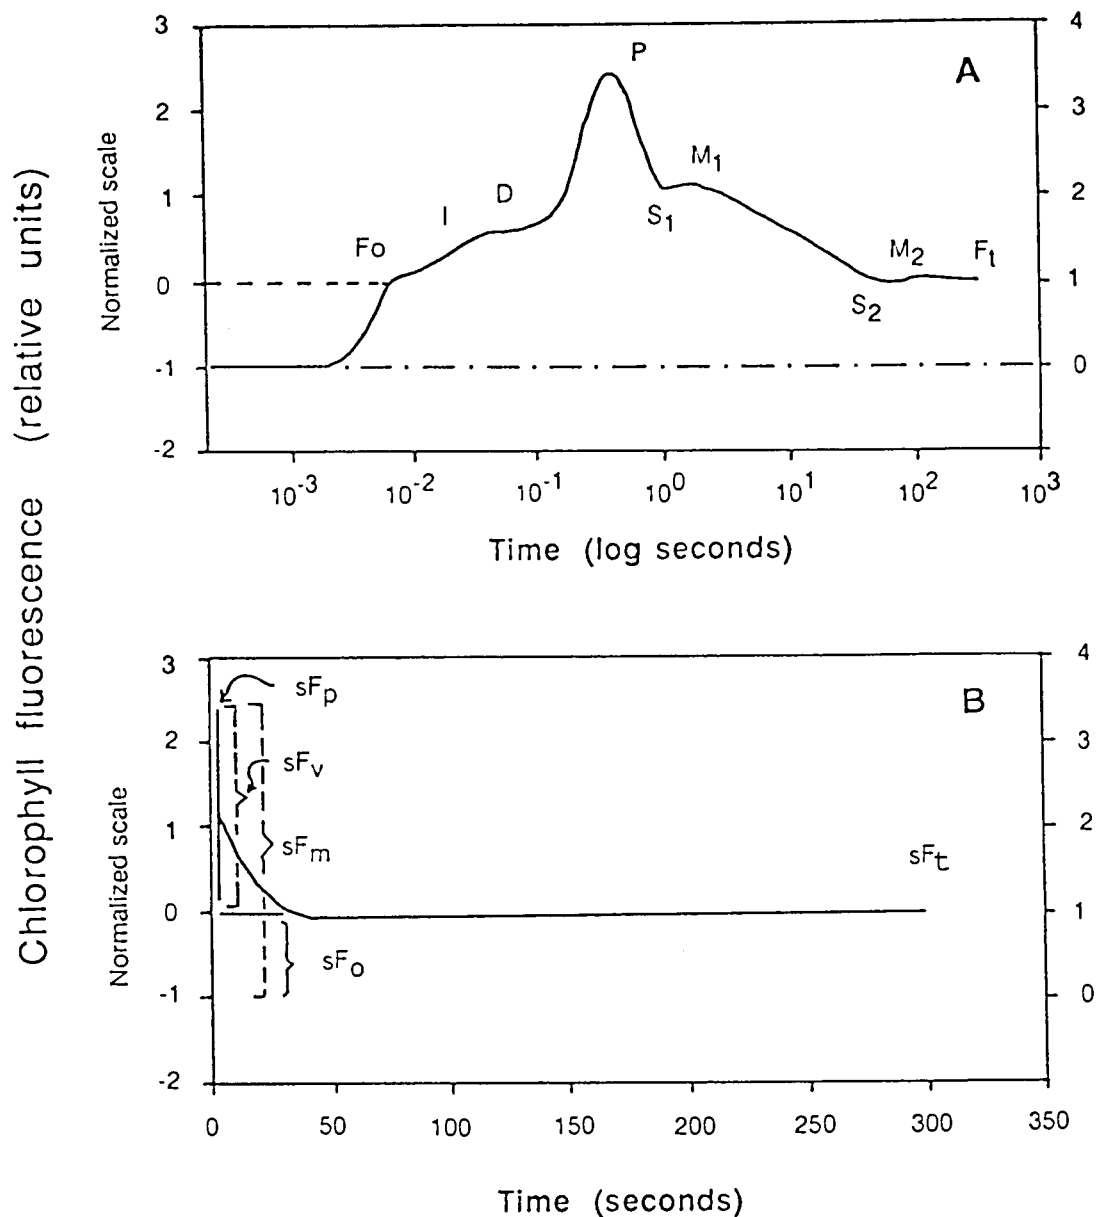 Chlorophyll fluorescence (relative units)
A
Normalized scale
3
2
1
0
-1
-2
4
3
2
1
0
Fo
I
D
P
S1
M1
S2
M2
Ft
10-3
10-2
10-1
100
101
102
103
Time (log seconds)
B
Normalized scale
3
2
1
0
-1
-2
4
3
2
1
0
sFp
sFv
sFm
sFo
sFt
0
50
100
150
200
250
300
350
Time (seconds)